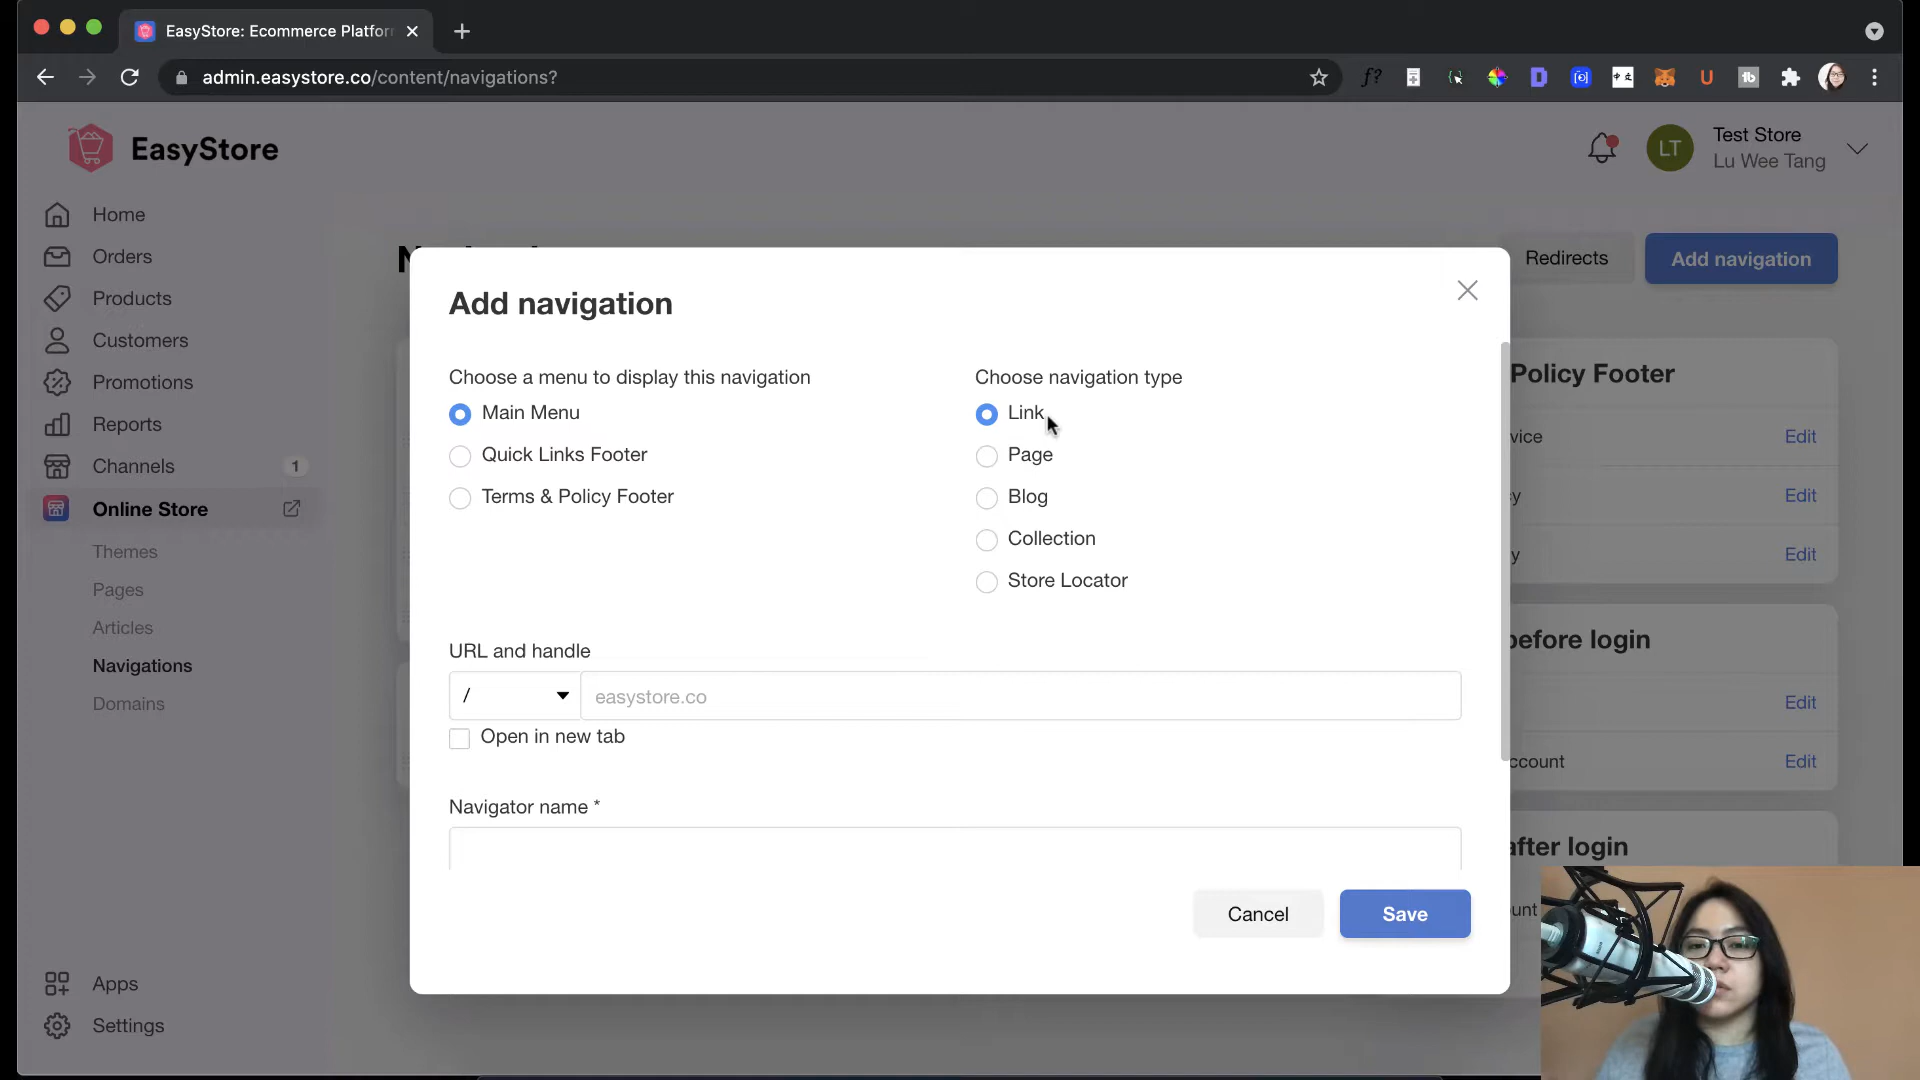 EasyStore: Ecommerce Platfor
admin.easystore.co/content/navigations?
f?
EasyStore
LT
Test Store
Lu Wee Tang
Home
Orders
Products
Customers
Promotions
Reports
Channels 1
Online Store
Themes
Pages
Articles
Navigations
Domains
Apps
Settings
Redirects
Add navigation
Add navigation
Choose a menu to display this navigation
Main Menu
Quick Links Footer
Terms & Policy Footer
Choose navigation type
Link
Page
Blog
Collection
Store Locator
URL and handle
/
easystore.co
Open in new tab
Navigator name *
Cancel
Save
Policy Footer
vice Edit
y Edit
y Edit
before login
Edit
ccount Edit
after login
unt